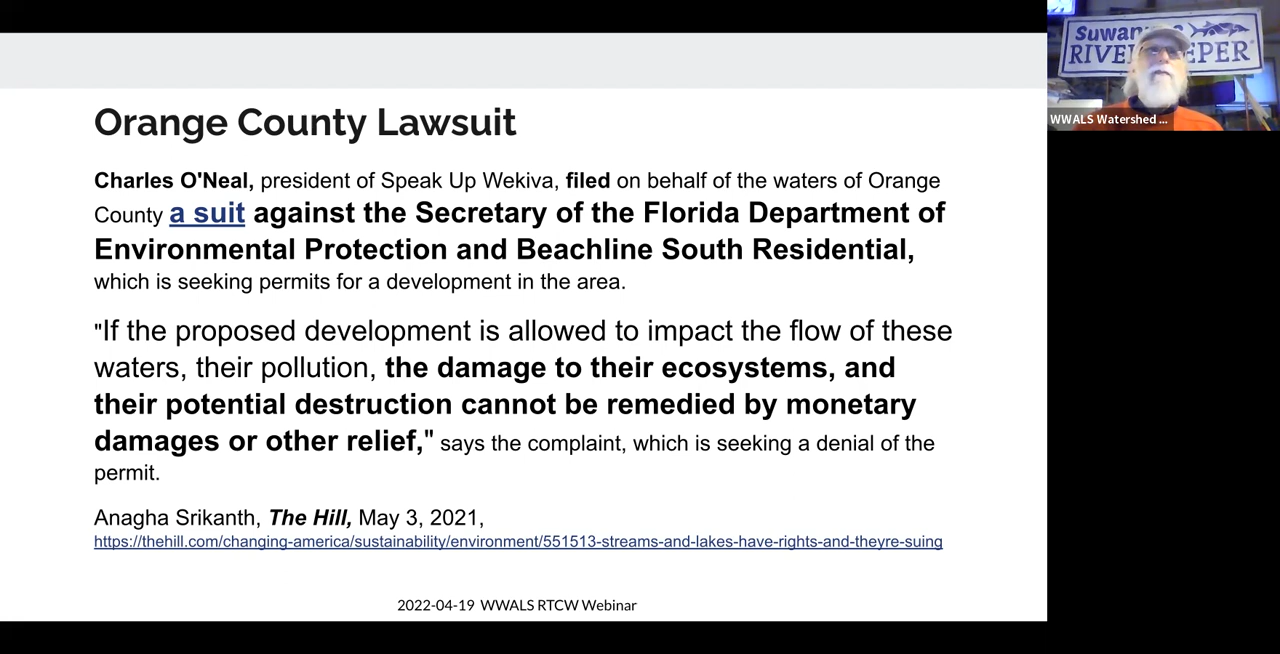 Orange County Lawsuit
Charles O'Neal, president of Speak Up Wekiva, filed on behalf of the waters of Orange
County a suit against the Secretary of the Florida Department of
Environmental Protection and Beachline South Residential,
which is seeking permits for a development in the area.
"If the proposed development is allowed to impact the flow of these
waters, their pollution, the damage to their ecosystems, and
their potential destruction cannot be remedied by monetary
damages or other relief," says the complaint, which is seeking a denial of the
permit.
Anagha Srikanth, The Hill, May 3, 2021,
https://thehill.com/changing-america/sustainability/environment/551513-streams-and-lakes-have-rights-and-theyre-suing
2022-04-19 WWALS RTCW Webinar
WWALS Watershed ...